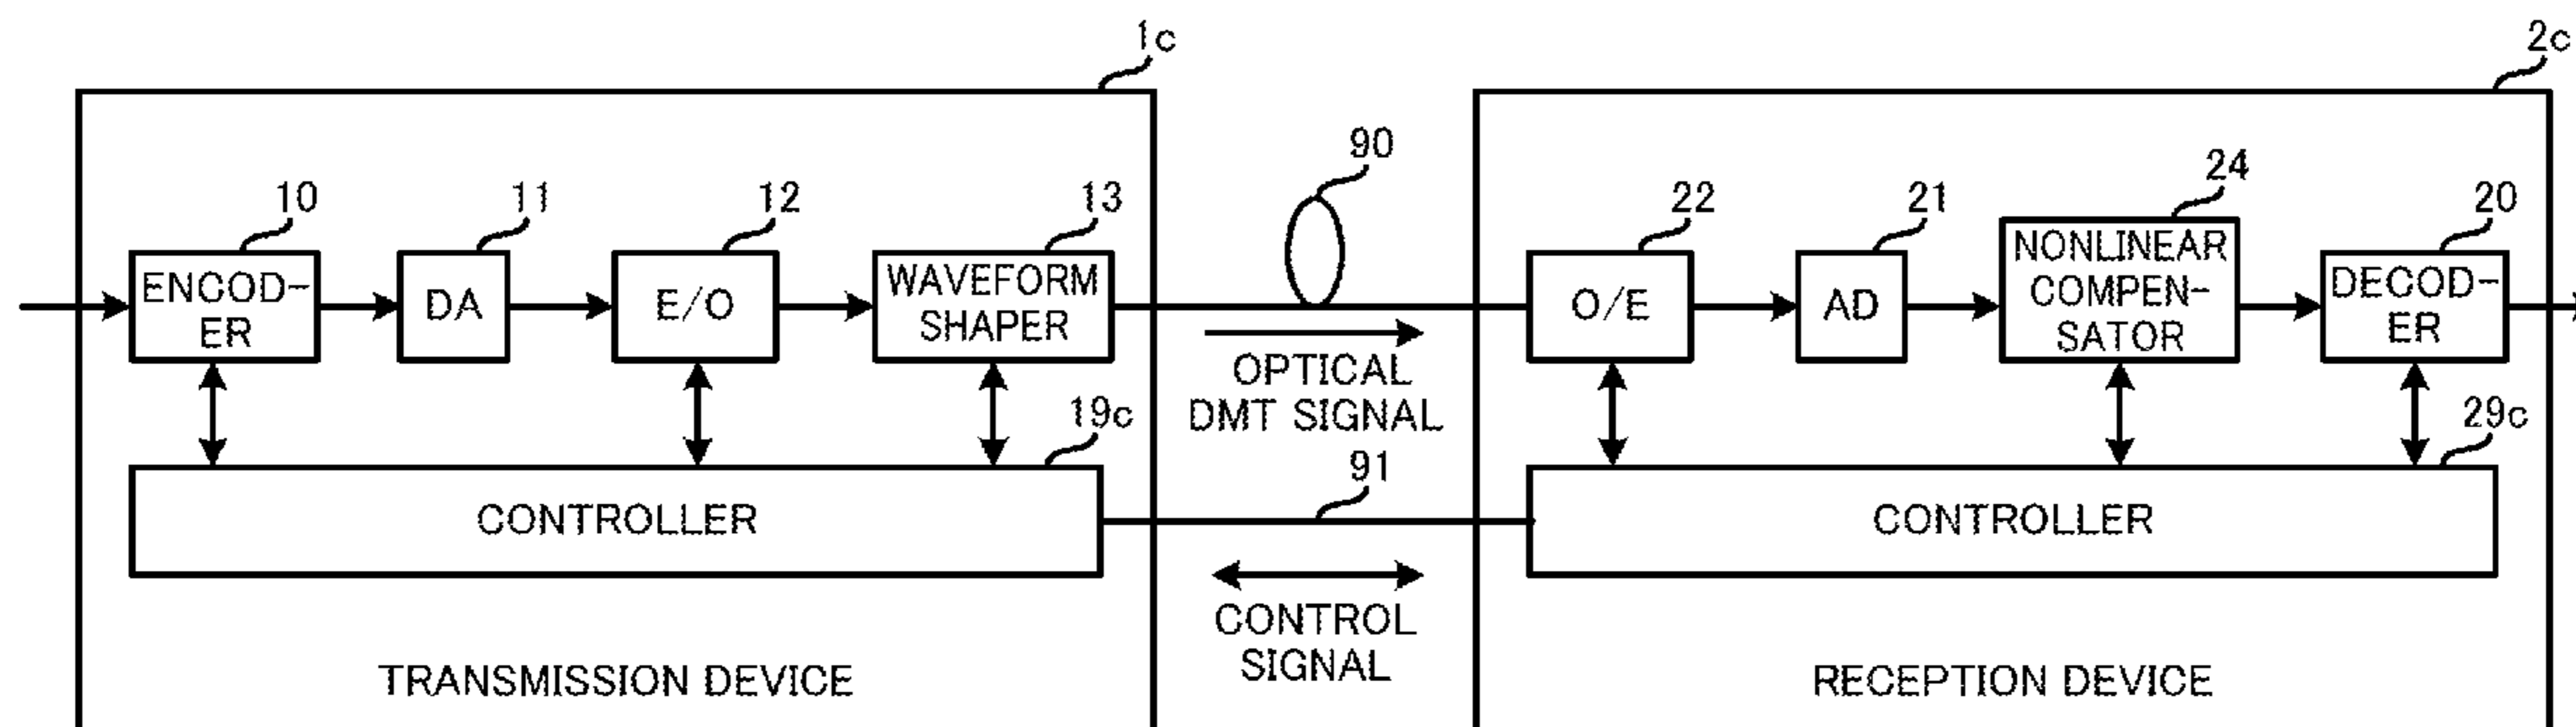 1c
2c
90
10
11
12
13
22
21
24
20
ENCOD-
ER
DA
E/O
WAVEFORM
SHAPER
O/E
AD
NONLINEAR
COMPEN-
SATOR
DECOD-
ER
OPTICAL
DMT SIGNAL
19c
29c
91
CONTROLLER
CONTROLLER
CONTROL
SIGNAL
TRANSMISSION DEVICE
RECEPTION DEVICE